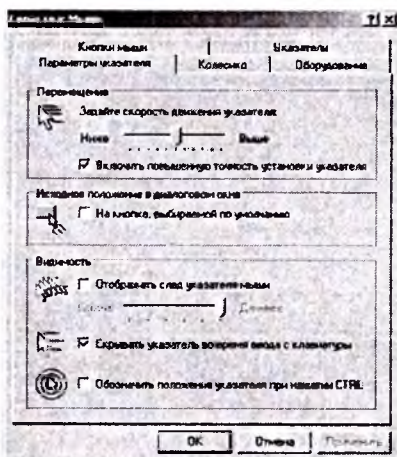 Кнопки мыши Указатели
Параметры указателя Колесико Оборудование
Перемещение
Задайте скорость движения указателя:
Ниже Выше
Включить повышенную точность установки указателя
Исходное положение в диалоговом окне
На кнопке, выбираемой по умолчанию
Видимость
Отображать след указателя мыши
Длиннее
Скрывать указатель во время ввода с клавиатуры
Обозначить положение указателя при нажатии CTRL
OK Отмена Применить